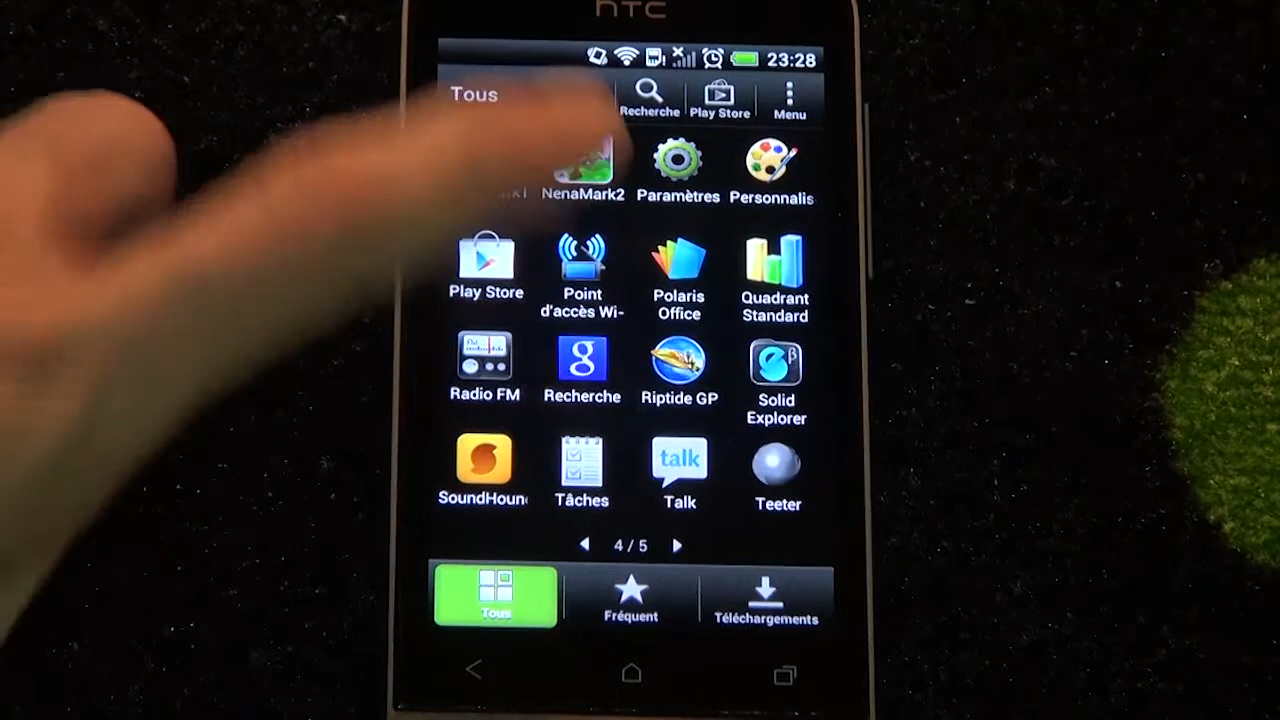 hTC
23:28
Tous
Recherche
Play Store
Menu
NenaMark2
Paramètres
Personnalis
Play Store
Point
d'accès Wi-
Polaris
Office
Quadrant
Standard
FM
Radio FM
g
Recherche
Riptide GP
β
Solid
Explorer
SoundHoun
Tâches
talk
Talk
Teeter
4 / 5
Tous
Fréquent
Téléchargements